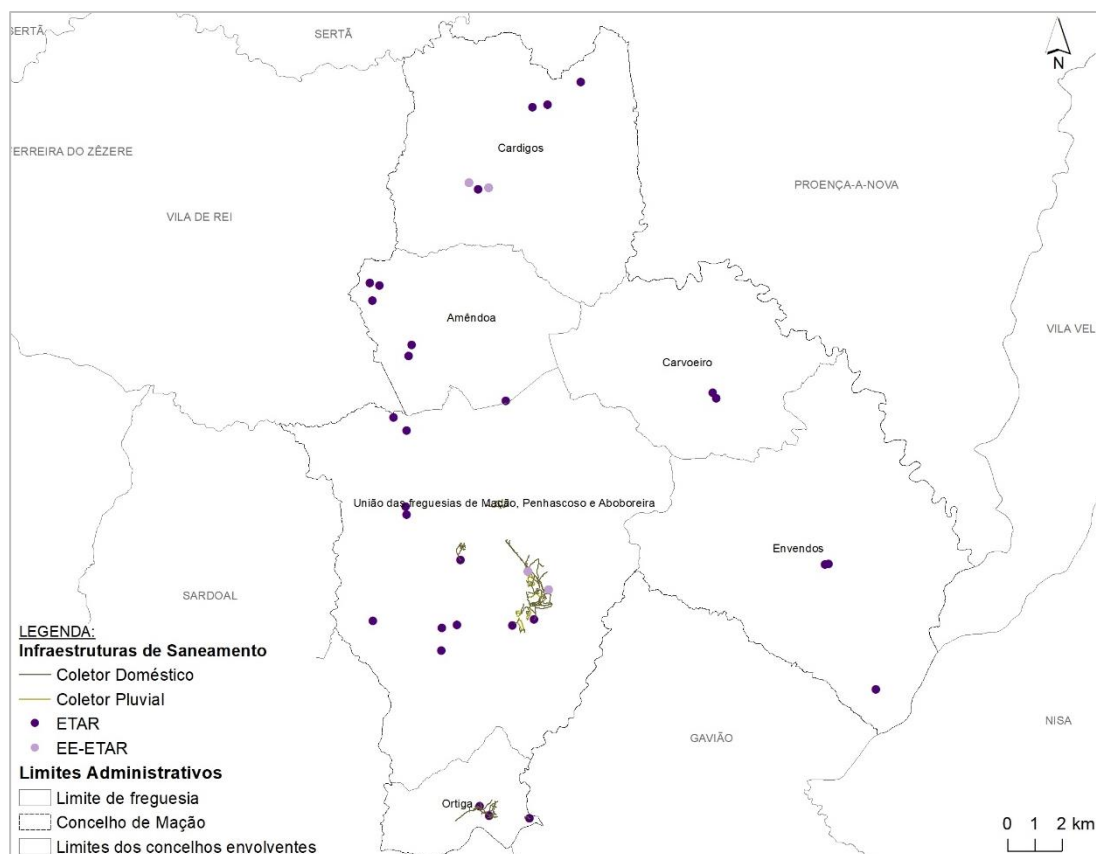 SERTÃ
SERTÃ
N
FERREIRA DO ZÊZERE
Cardigos
PROENÇA-A-NOVA
VILA DE REI
Amêndoa
VILA VEL
Carvoeiro
União das freguesias de Mação, Penhascoso e Aboboreira
Envendos
SARDOAL
LEGENDA:
Infraestruturas de Saneamento
Coletor Doméstico
Coletor Pluvial
ETAR
EE-ETAR
Limites Administrativos
Limite de freguesia
Concelho de Mação
Limites dos concelhos envolventes
NISA
GAVIÃO
Ortiga
0 1 2 km